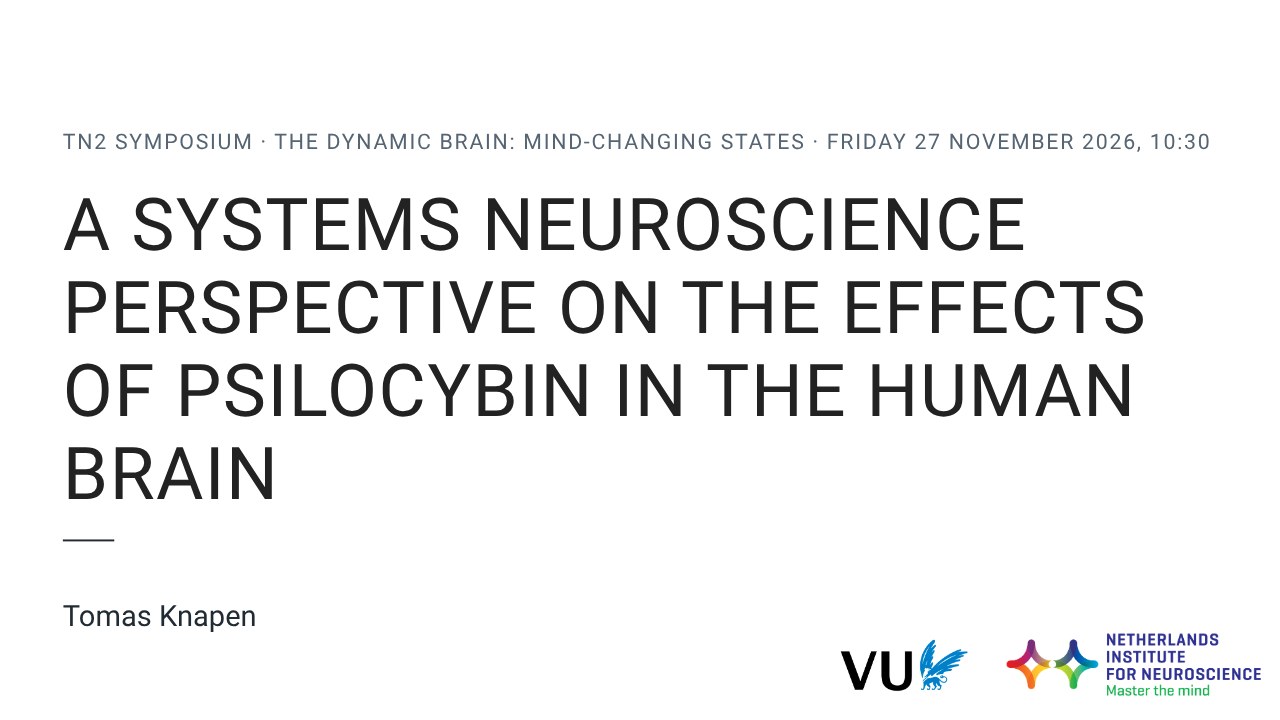 TN2 SYMPOSIUM · THE DYNAMIC BRAIN: MIND-CHANGING STATES · FRIDAY 27 NOVEMBER 2026, 10:30
A SYSTEMS NEUROSCIENCE
PERSPECTIVE ON THE EFFECTS
OF PSILOCYBIN IN THE HUMAN
BRAIN
Tomas Knapen
VU
NETHERLANDS
INSTITUTE
FOR NEUROSCIENCE
Master the mind